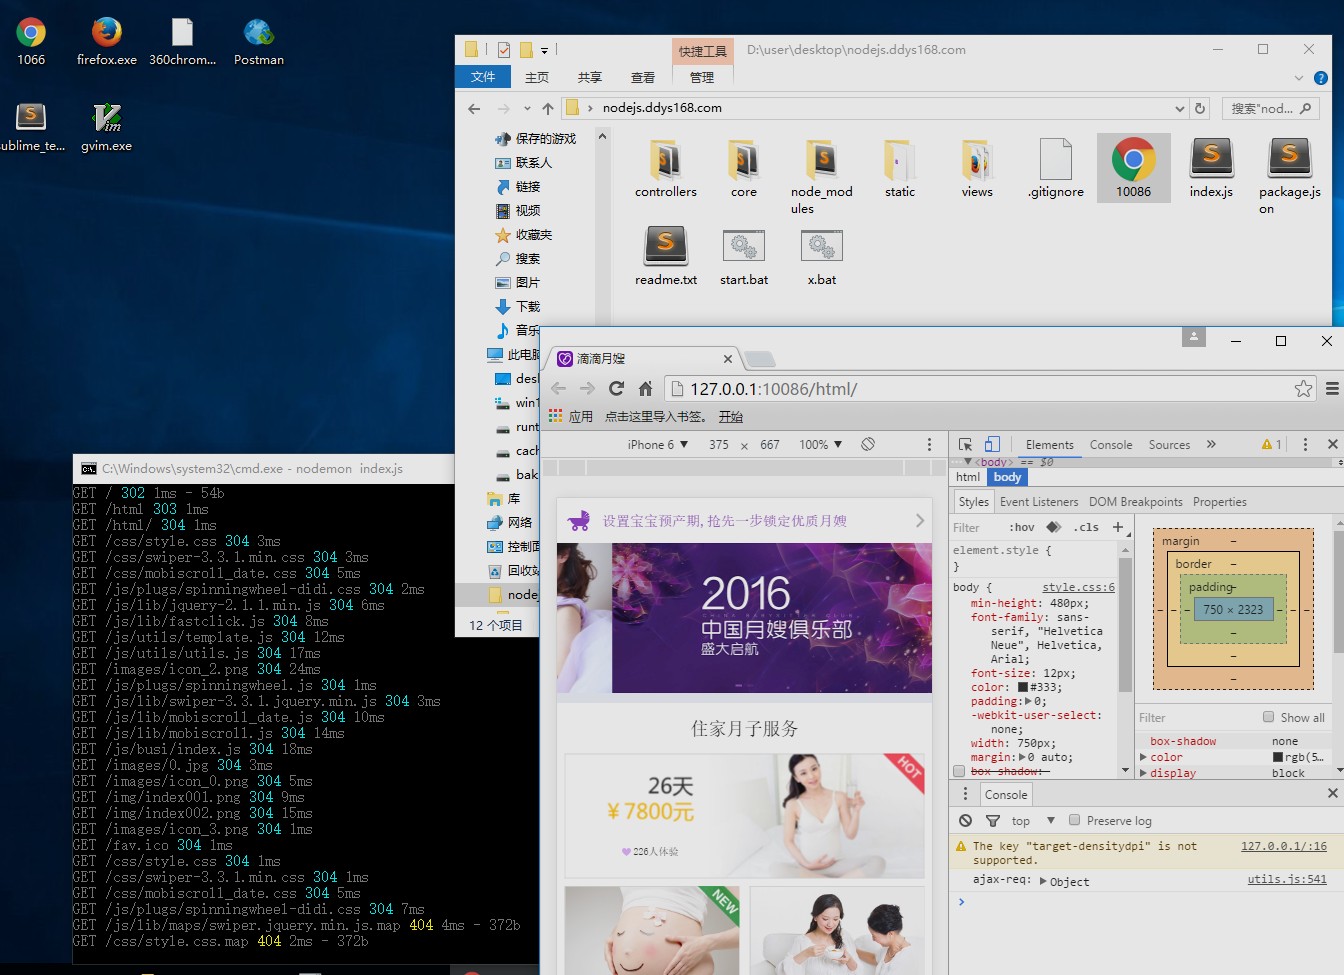 1066
firefox.exe
360chrom...
Postman
ublime_te...
gvim.exe
快捷工具
D:\user\desktop\nodejs.ddys168.com
文件
主页
共享
查看
管理
nodejs.ddys168.com
搜索"nod...
保存的游戏
联系人
链接
视频
收藏夹
搜索
图片
下载
音乐
此电脑
desl
win1
runt
cach
bak
库
网络
控制面
回收站
node
12 个项目
controllers
core
node_mod
ules
static
views
.gitignore
10086
index.js
package.js
on
readme.txt
start.bat
x.bat
C:\Windows\system32\cmd.exe - nodemon  index.js
GET / 302 1ms - 54b
GET /html 303 1ms
GET /html/ 304 1ms
GET /css/style.css 304 3ms
GET /css/swiper-3.3.1.min.css 304 3ms
GET /css/mobiscroll_date.css 304 5ms
GET /js/plugs/spinningwheel-didi.css 304 2ms
GET /js/lib/jquery-2.1.1.min.js 304 6ms
GET /js/lib/fastclick.js 304 8ms
GET /js/utils/template.js 304 12ms
GET /js/utils/utils.js 304 17ms
GET /images/icon_2.png 304 24ms
GET /js/plugs/spinningwheel.js 304 1ms
GET /js/lib/swiper-3.3.1.jquery.min.js 304 3ms
GET /js/lib/mobiscroll_date.js 304 10ms
GET /js/lib/mobiscroll.js 304 14ms
GET /js/busi/index.js 304 18ms
GET /images/0.jpg 304 3ms
GET /images/icon_0.png 304 5ms
GET /img/index001.png 304 9ms
GET /img/index002.png 304 15ms
GET /images/icon_3.png 304 1ms
GET /fav.ico 304 1ms
GET /css/style.css 304 1ms
GET /css/swiper-3.3.1.min.css 304 1ms
GET /css/mobiscroll_date.css 304 5ms
GET /js/plugs/spinningwheel-didi.css 304 7ms
GET /js/lib/maps/swiper.jquery.min.js.map 404 4ms - 372b
GET /css/style.css.map 404 2ms - 372b
滴滴月嫂
127.0.0.1:10086/html/
应用
点击这里导入书签。
开始
iPhone 6 ▼
375
×
667
100% ▼
设置宝宝预产期,抢先一步锁定优质月嫂
2016
中国月嫂俱乐部
盛大启航
住家月子服务
26天
¥ 7800元
226人体验
HOT
NEW
Elements
Console
Sources
»
1
<body> == $0
html
body
Styles
Event Listeners
DOM Breakpoints
Properties
Filter
:hov
.cls
+
element.style {
}
body {
style.css:6
min-height: 480px;
font-family: sans-
serif, "Helvetica
Neue", Helvetica,
Arial;
font-size: 12px;
color: #333;
padding: 0;
-webkit-user-select:
none;
width: 750px;
margin: 0 auto;
box-shadow:
margin
border
padding
750 × 2323
Filter
Show all
box-shadow
none
color
rgb(5...
display
block
Console
top
Preserve log
The key "target-densitydpi" is not
supported.
127.0.0.1/:16
ajax-req: Object
utils.js:541